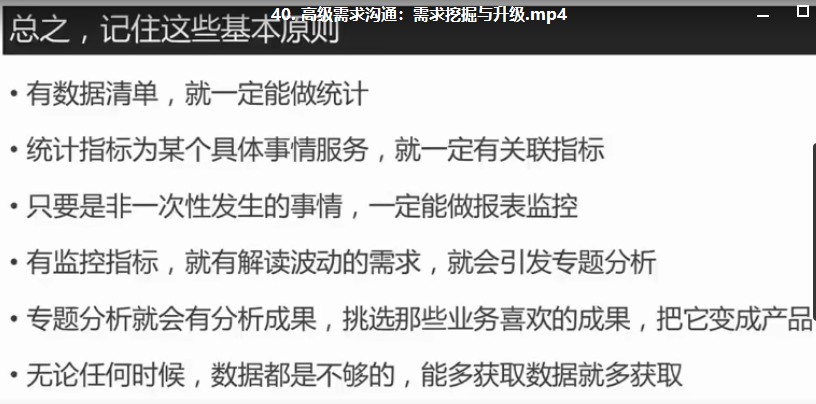 40. 高级需求沟通：需求挖掘与升级.mp4
总之，记住这些基本原则
• 有数据清单，就一定能做统计
• 统计指标为某个具体事情服务，就一定有关联指标
• 只要是非一次性发生的事情，一定能做报表监控
• 有监控指标，就有解读波动的需求，就会引发专题分析
• 专题分析就会有分析成果，挑选那些业务喜欢的成果，把它变成产品
• 无论任何时候，数据都是不够的，能多获取数据就多获取